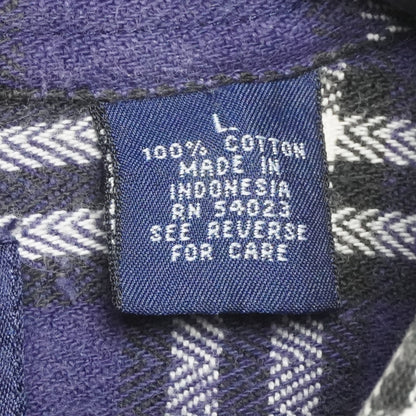 L
100% COTTON
MADE IN
INDONESIA
RN 54023
SEE REVERSE
FOR CARE